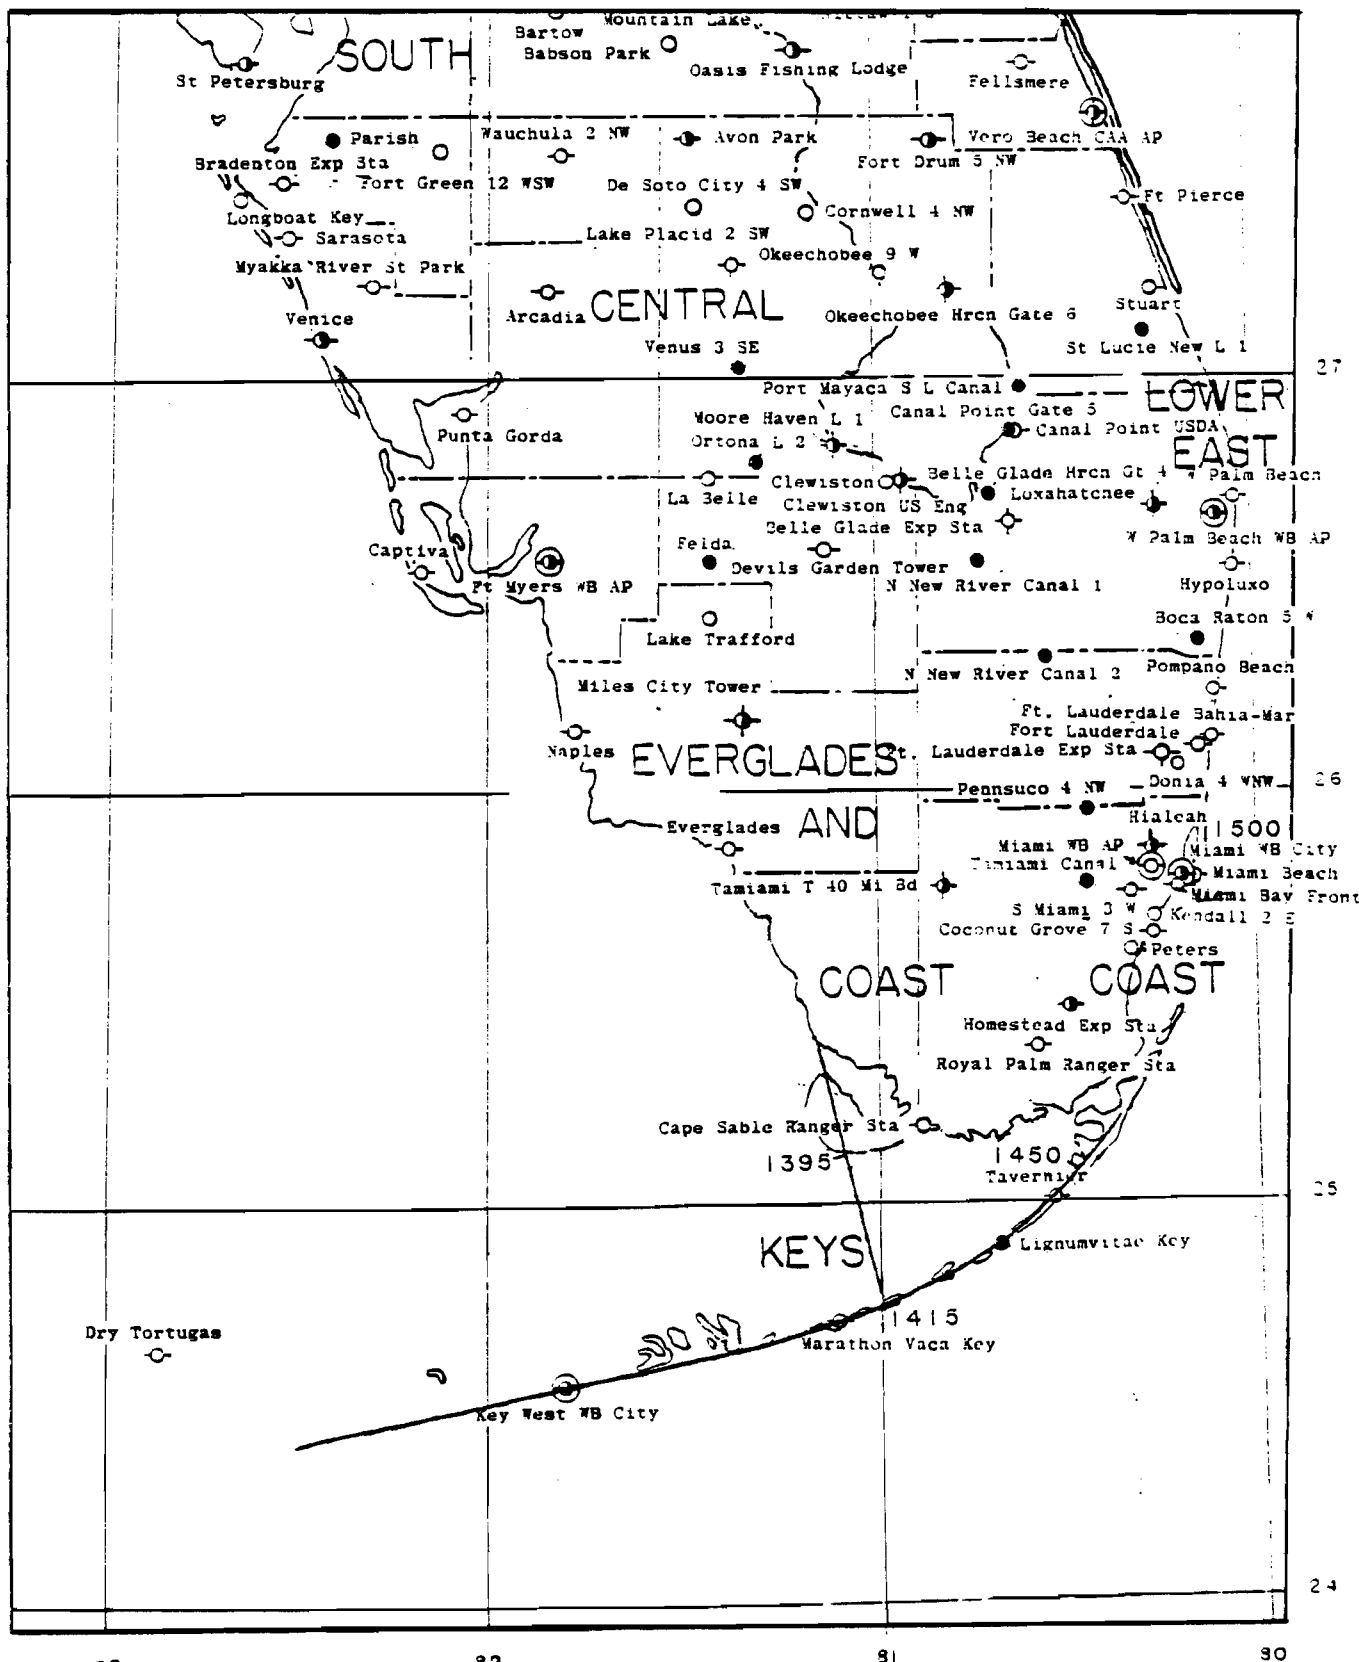 Mountain Lake
Bartow
SOUTH
Babson Park
Oasis Fishing Lodge
St Petersburg
Fellsmere
Parish
Wauchula 2 NW
Avon Park
Vero Beach CAA AP
Bradenton Exp Sta
Fort Drum 5 NW
Fort Green 12 WSW
De Soto City 4 SW
Ft Pierce
Longboat Key
Cornwell 4 NW
Sarasota
Lake Placid 2 SW
Okeechobee 9 W
Myakka River St Park
Stuart
CENTRAL
Arcadia
Okeechobee Hrcn Gate 6
Venice
Venus 3 SE
St Lucie New L 1
27
Port Mayaca S L Canal
LOWER
Canal Point Gate 5
Moore Haven L 1
Canal Point USDA
Punta Gorda
Ortona L 2
EAST
Belle Glade Hrcn Gt 4
W Palm Beach
La Belle
Clewiston
Loxahatchee
Clewiston US Eng
Belle Glade Exp Sta
W Palm Beach WB AP
Captiva
Felda
Devils Garden Tower
Ft Myers WB AP
N New River Canal 1
Hypoluxo
Boca Raton 5 W
Lake Trafford
Pompano Beach
N New River Canal 2
Miles City Tower
Ft. Lauderdale Bahia-Mar
Fort Lauderdale
Naples
EVERGLADES
Ft. Lauderdale Exp Sta
Dania 4 WNW
26
Pennsuco 4 NW
Hialeah
Everglades
AND
1500
Miami WB AP
Miami WB City
Tamiami Canal
Miami Beach
Tamiami T 40 Mi Bd
Miami Bay Front
S Miami 3 W
Kendall 2 E
Coconut Grove 7 S
Peters
COAST
COAST
Homestead Exp Sta
Royal Palm Ranger Sta
Cape Sable Ranger Sta
1395
1450
Tavernier
25
KEYS
Lignumvitae Key
1415
Dry Tortugas
Marathon Vaca Key
Key West WB City
24
82
81
80